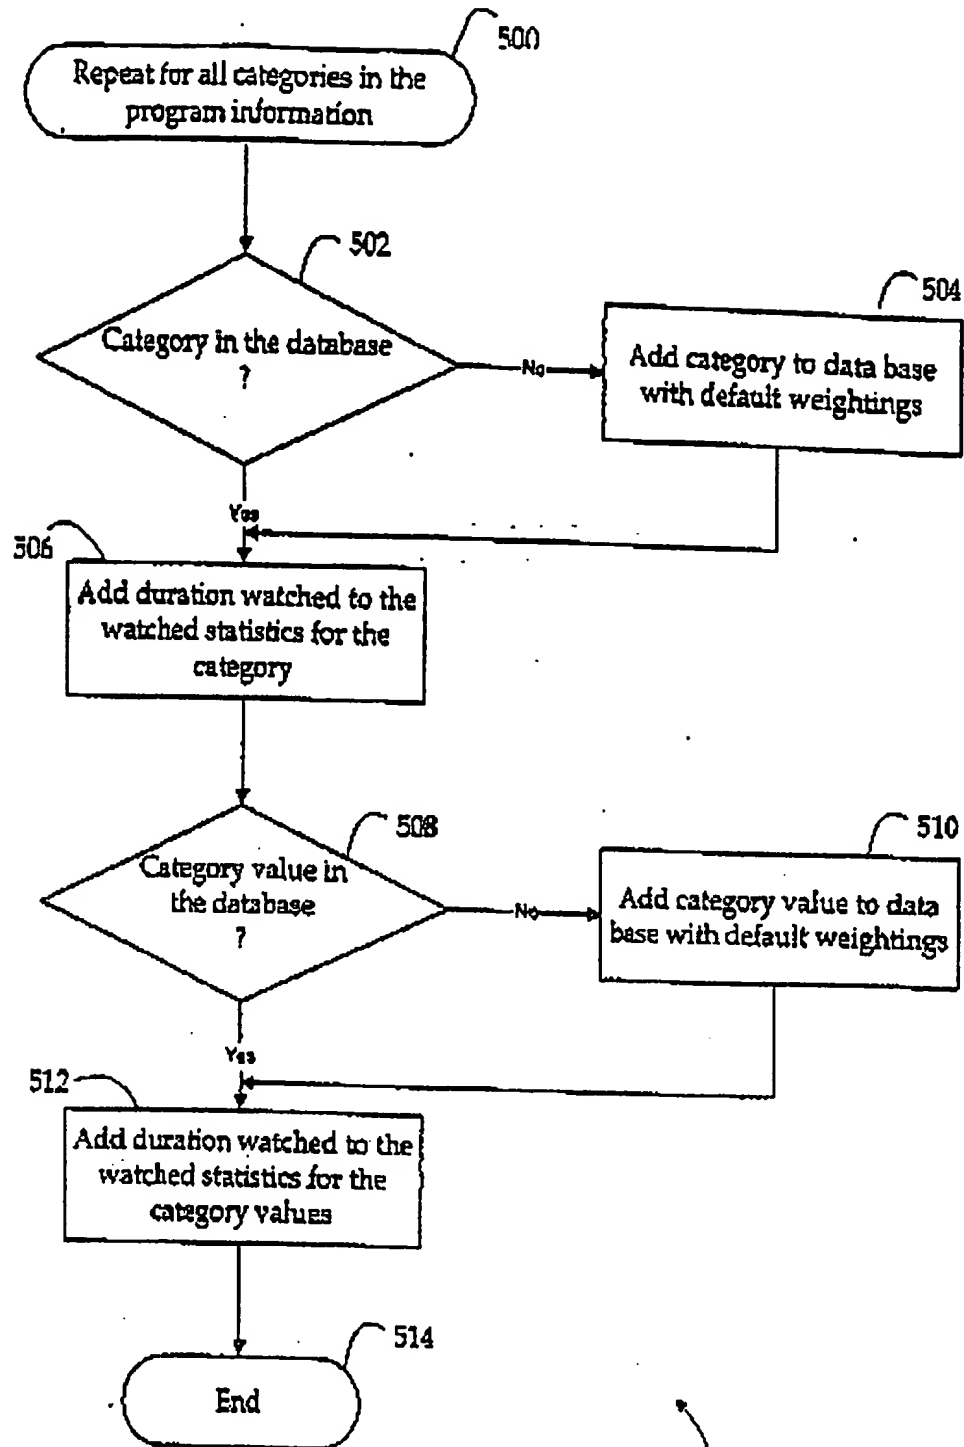 500
Repeat for all categories in the
program information
502
Category in the database
?
No
504
Add category to data base
with default weightings
Yes
506
Add duration watched to the
watched statistics for the
category
508
Category value in
the database
?
No
510
Add category value to data
base with default weightings
Yes
512
Add duration watched to the
watched statistics for the
category values
514
End